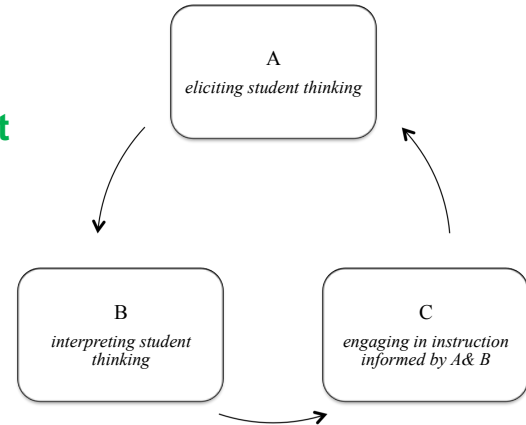 A
eliciting student thinking
t
B
interpreting student
thinking
C
engaging in instruction
informed by A& B